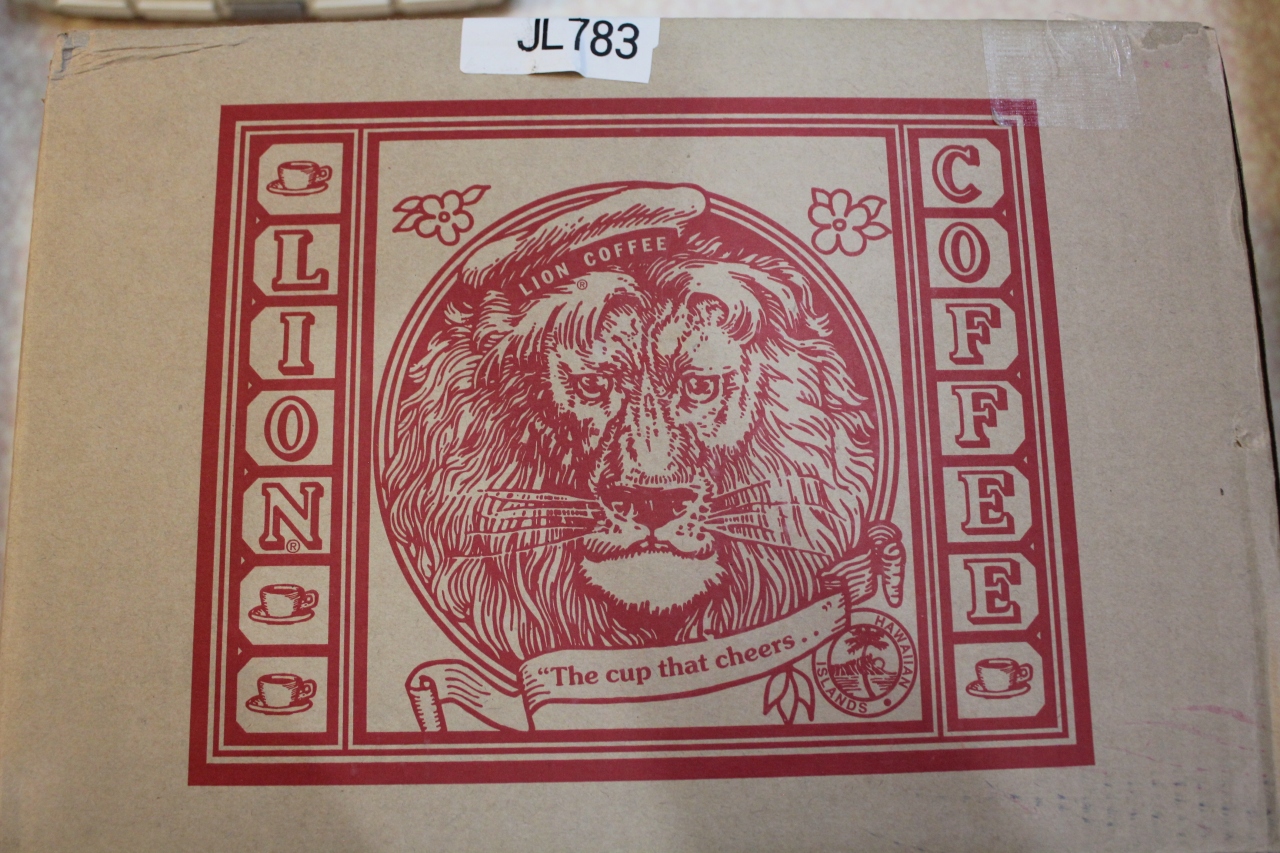 JL783
LION
COFFEE
LION COFFEE
®
®
"The cup that cheers . . "
HAWAIIAN
ISLANDS